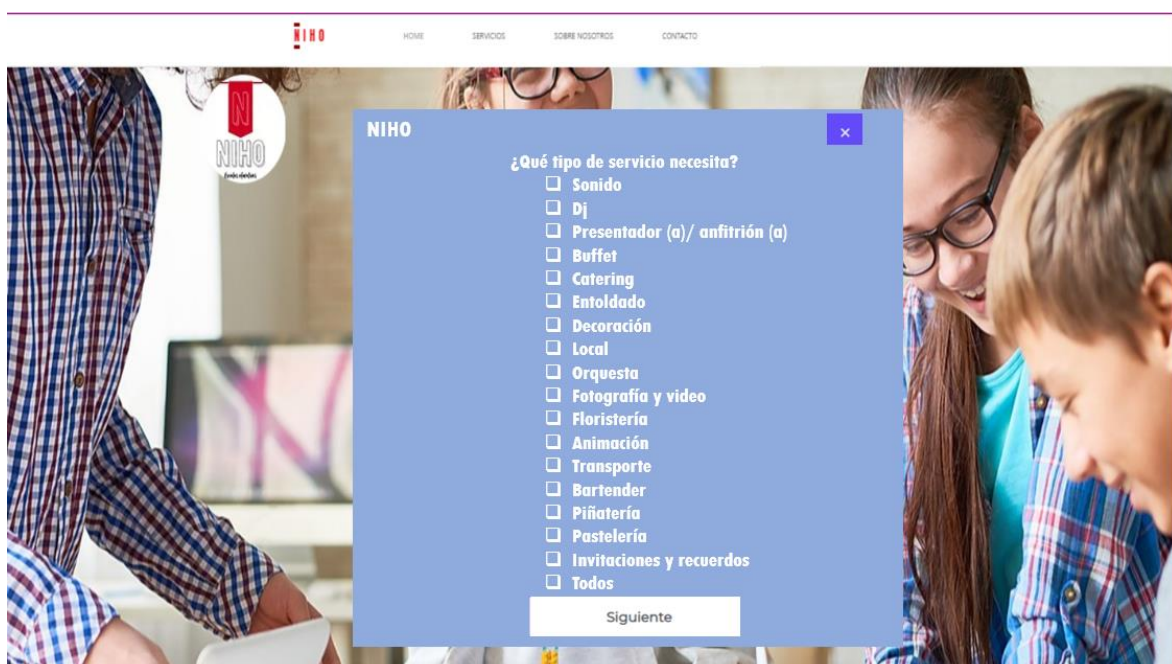 NIHO
HOME SERVICIOS SOBRE NOSOTROS CONTACTO
N
NIHO
NIHO
×
¿Qué tipo de servicio necesita?
Sonido
Dj
Presentador (a)/ anfitrión (a)
Buffet
Catering
Entoldado
Decoración
Local
Orquesta
Fotografía y video
Floristería
Animación
Transporte
Bartender
Piñatería
Pastelería
Invitaciones y recuerdos
Todos
Siguiente